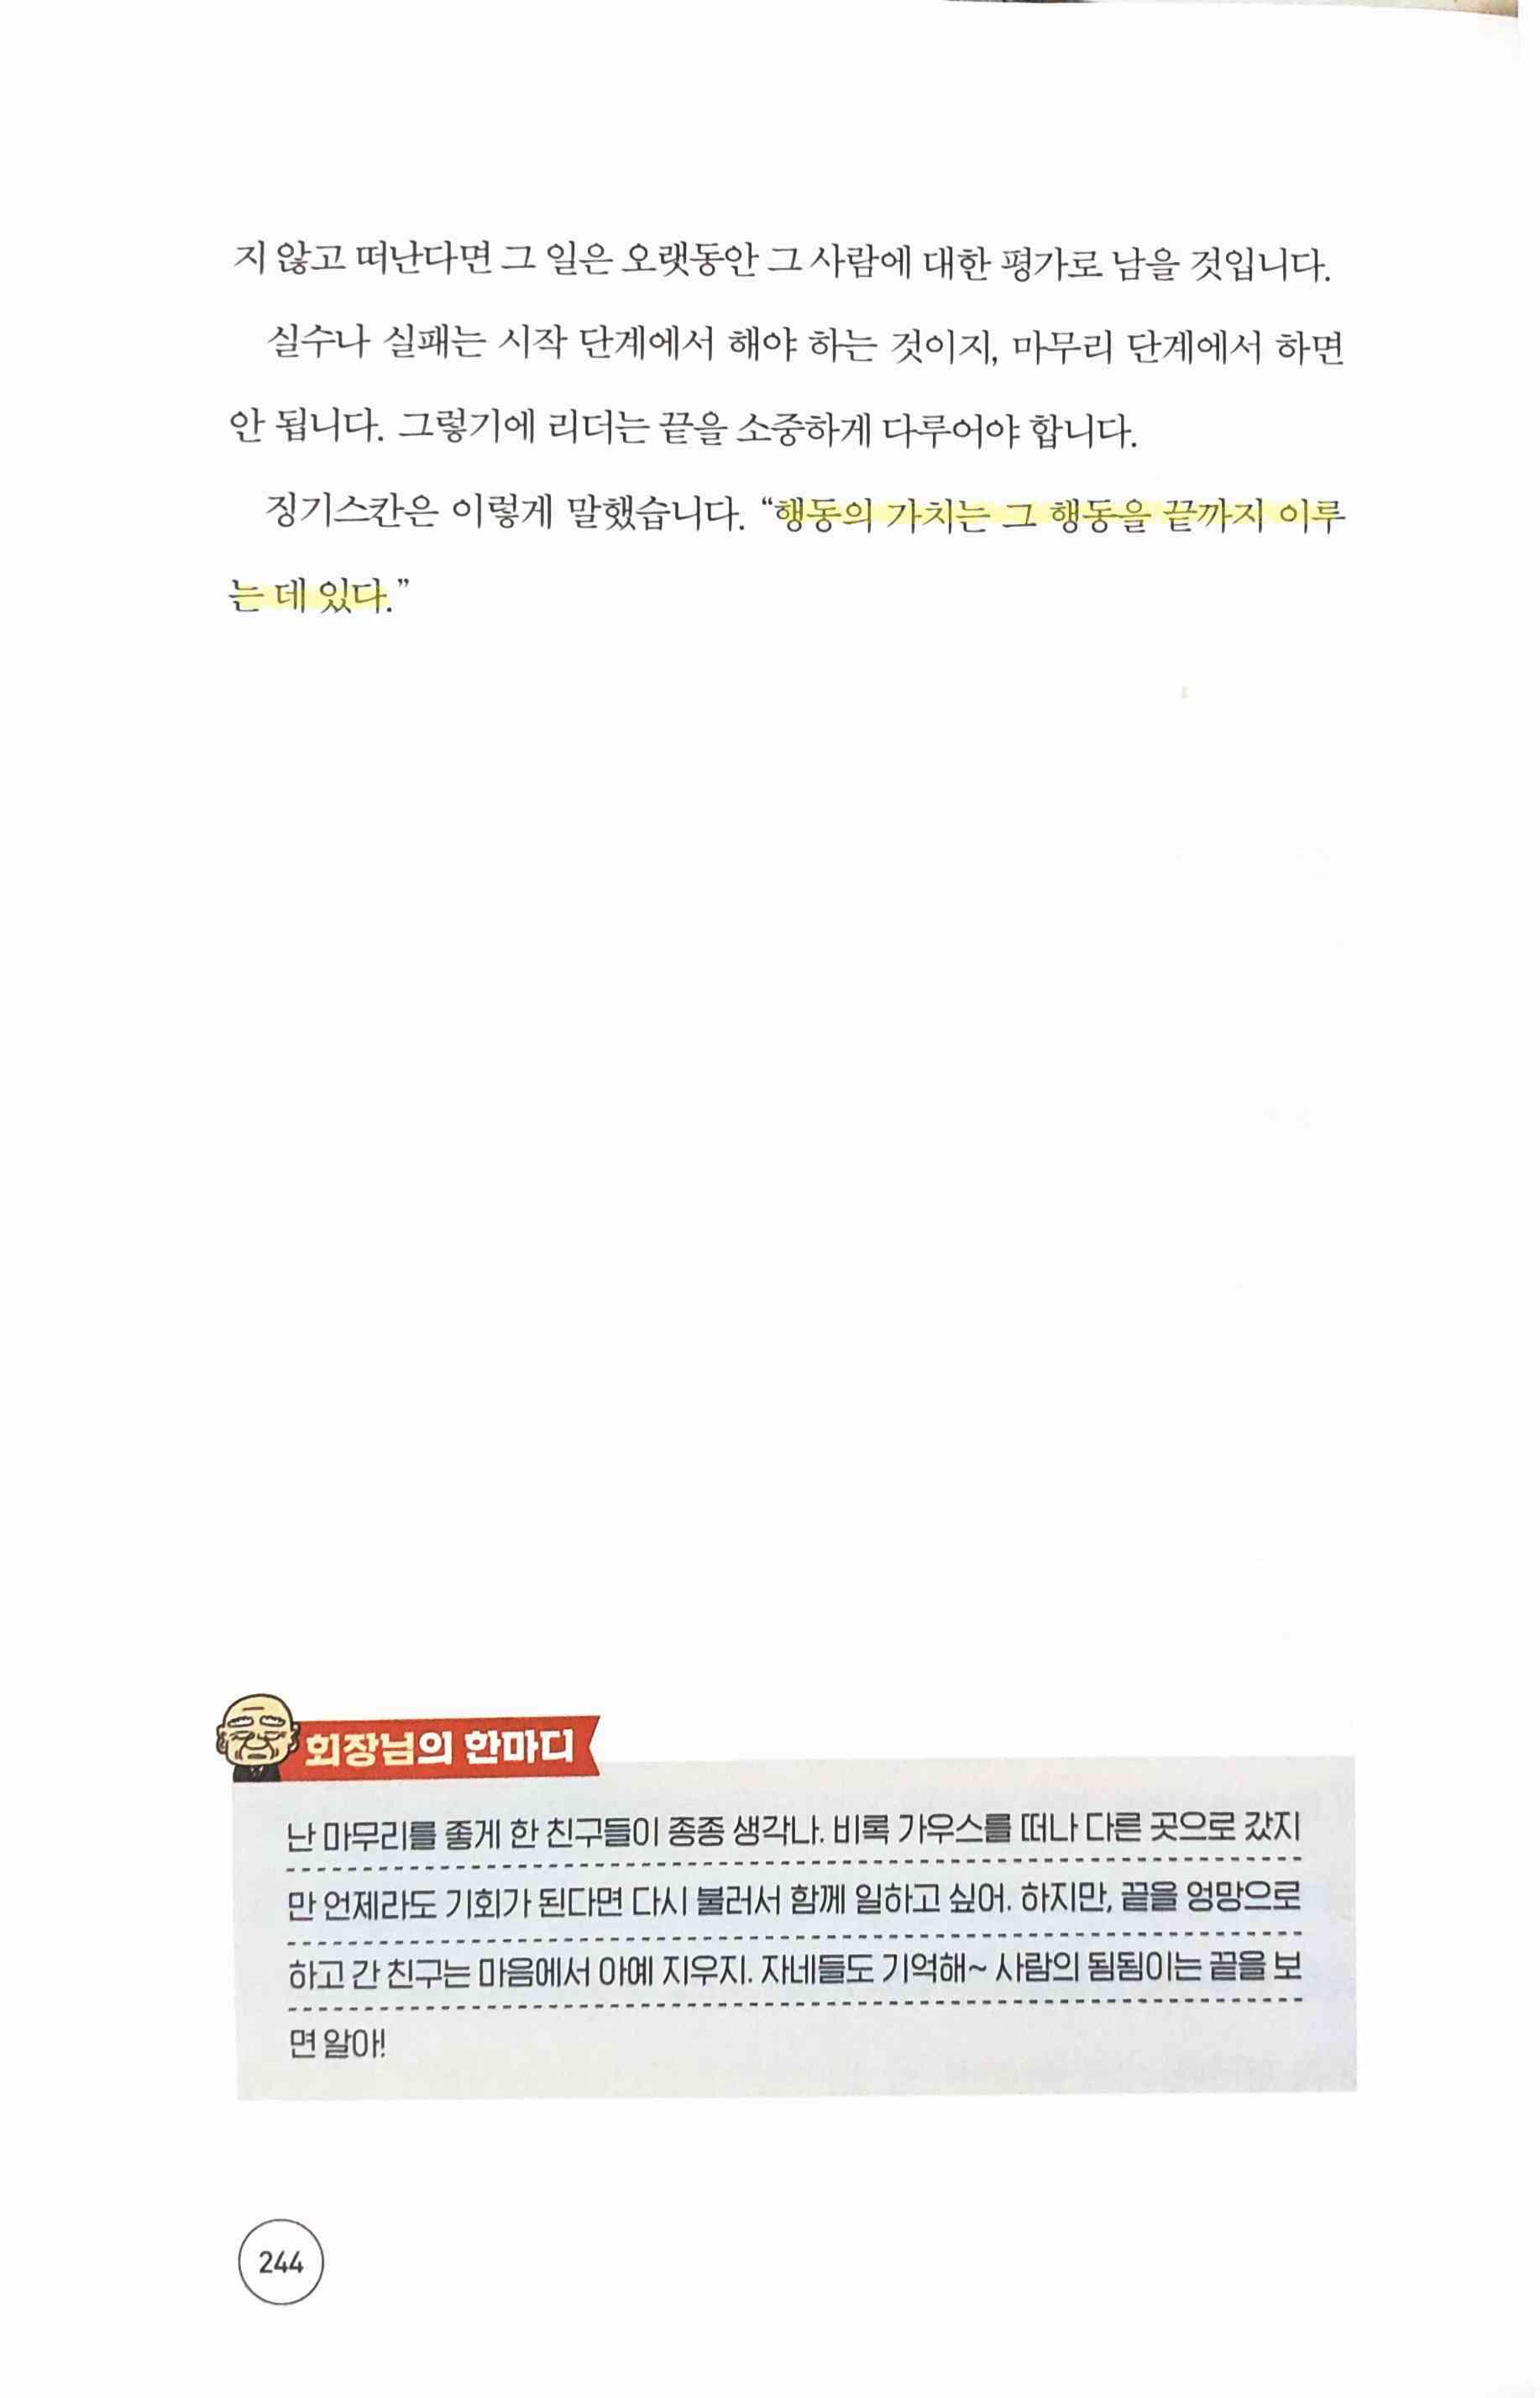 지 않고 떠난다면 그 일은 오랫동안 그 사람에 대한 평가로 남을 것입니다.
실수나 실패는 시작 단계에서 해야 하는 것이지, 마무리 단계에서 하면
안 됩니다. 그렇기에 리더는 끝을 소중하게 다루어야 합니다.
징기스칸은 이렇게 말했습니다. “행동의 가치는 그 행동을 끝까지 이루
는 데 있다.”
회장님의 한마디
난 마무리를 좋게 한 친구들이 종종 생각나. 비록 가우스를 떠나 다른 곳으로 갔지
만 언제라도 기회가 된다면 다시 불러서 함께 일하고 싶어. 하지만, 끝을 엉망으로
하고 간 친구는 마음에서 아예 지우지. 자네들도 기억해~ 사람의 됨됨이는 끝을 보
면 알아!
244